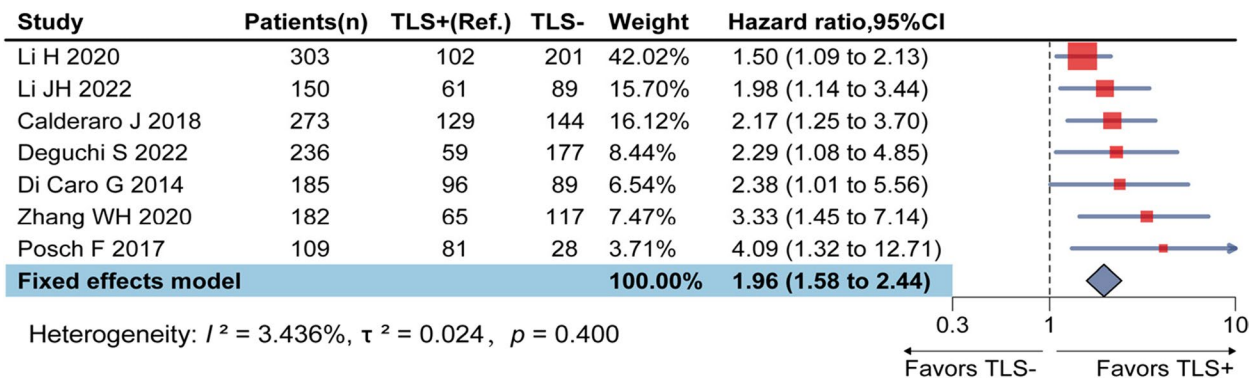 Study Patients(n) TLS+(Ref.) TLS- Weight Hazard ratio,95%CI
Li H 2020 303 102 201 42.02% 1.50 (1.09 to 2.13)
Li JH 2022 150 61 89 15.70% 1.98 (1.14 to 3.44)
Calderaro J 2018 273 129 144 16.12% 2.17 (1.25 to 3.70)
Deguchi S 2022 236 59 177 8.44% 2.29 (1.08 to 4.85)
Di Caro G 2014 185 96 89 6.54% 2.38 (1.01 to 5.56)
Zhang WH 2020 182 65 117 7.47% 3.33 (1.45 to 7.14)
Posch F 2017 109 81 28 3.71% 4.09 (1.32 to 12.71)
Fixed effects model 100.00% 1.96 (1.58 to 2.44)
Heterogeneity: I ² = 3.436%, τ ² = 0.024, p = 0.400
0.3 1 10
Favors TLS- Favors TLS+